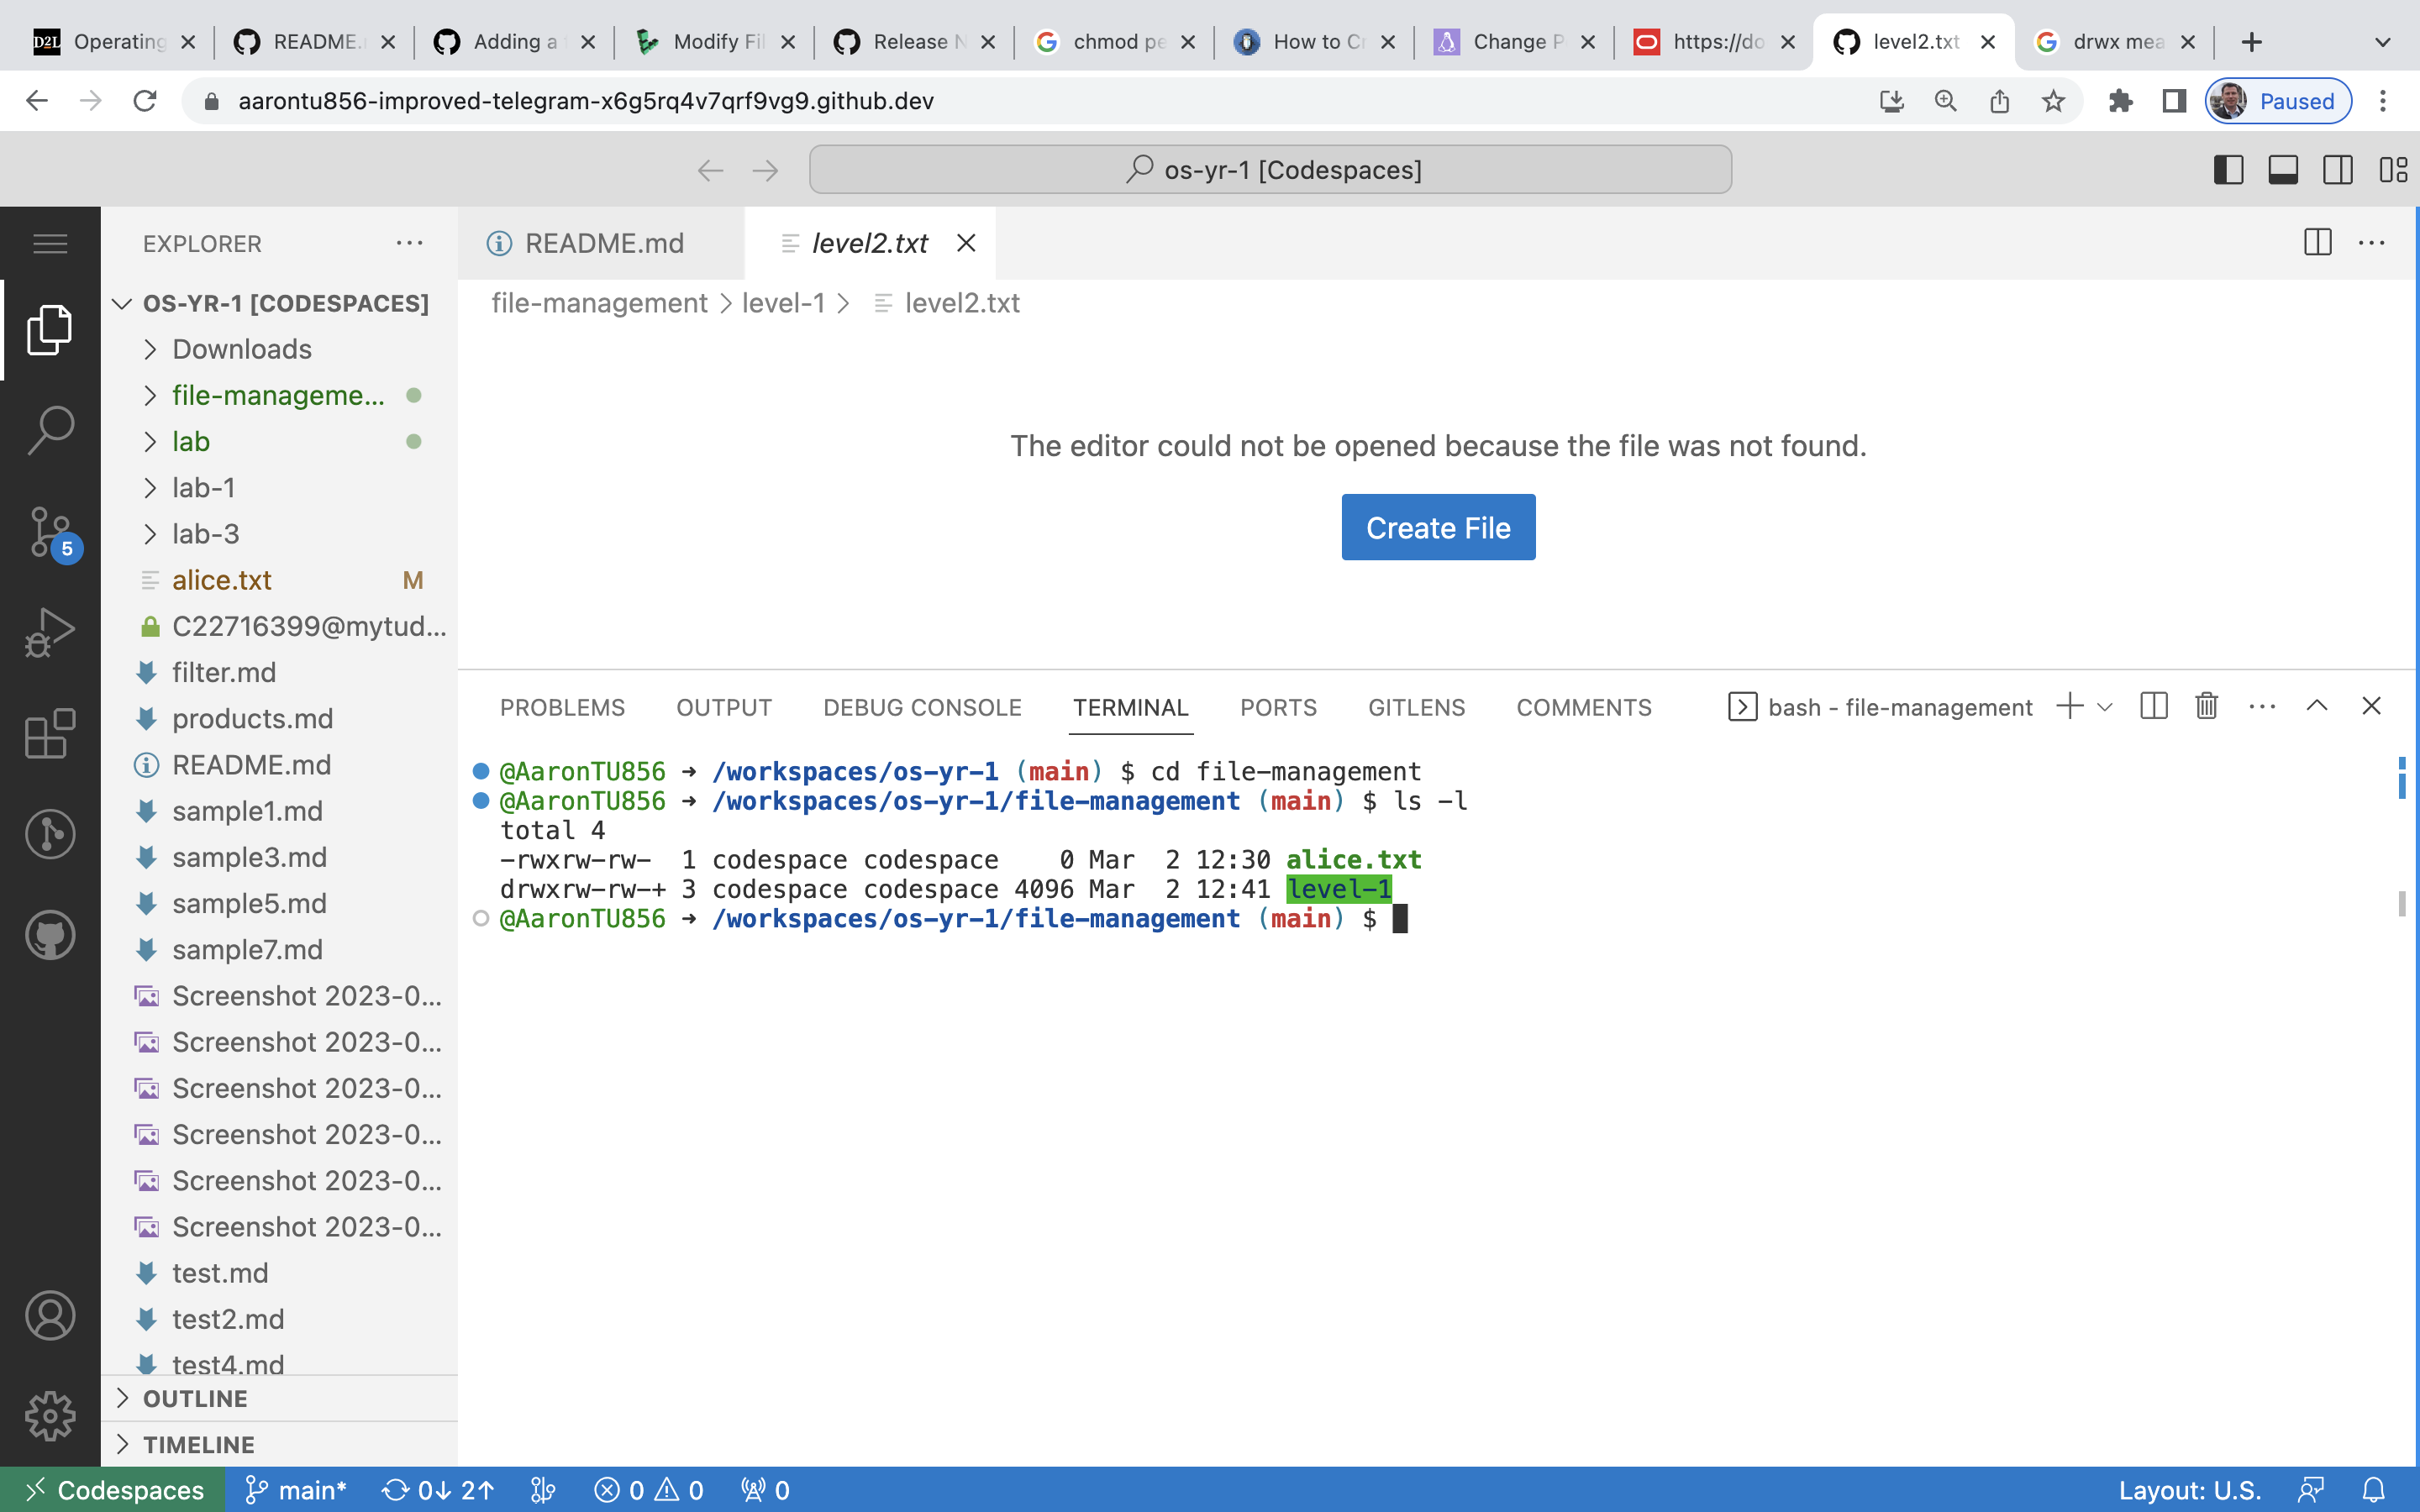 D2L Operating
README.
Adding a
Modify Fil
Release N
chmod pe
How to Cr
Change P
https://do
level2.txt
drwx mea
aarontu856-improved-telegram-x6g5rq4v7qrf9vg9.github.dev
Paused
os-yr-1 [Codespaces]
EXPLORER
README.md
level2.txt
OS-YR-1 [CODESPACES]
file-management > level-1 > level2.txt
Downloads
file-manageme...
lab
lab-1
lab-3
alice.txt M
C22716399@mytud...
filter.md
products.md
README.md
sample1.md
sample3.md
sample5.md
sample7.md
Screenshot 2023-0...
Screenshot 2023-0...
Screenshot 2023-0...
Screenshot 2023-0...
Screenshot 2023-0...
Screenshot 2023-0...
test.md
test2.md
test4.md
OUTLINE
TIMELINE
5
The editor could not be opened because the file was not found.
Create File
PROBLEMS OUTPUT DEBUG CONSOLE TERMINAL PORTS GITLENS COMMENTS bash - file-management
@AaronTU856 → /workspaces/os-yr-1 (main) $ cd file-management
@AaronTU856 → /workspaces/os-yr-1/file-management (main) $ ls -l
total 4
-rwxrw-rw- 1 codespace codespace 0 Mar 2 12:30 alice.txt
drwxrw-rw-+ 3 codespace codespace 4096 Mar 2 12:41 level-1
@AaronTU856 → /workspaces/os-yr-1/file-management (main) $
Codespaces main* 0↓ 2↑ 0 0 0 Layout: U.S.